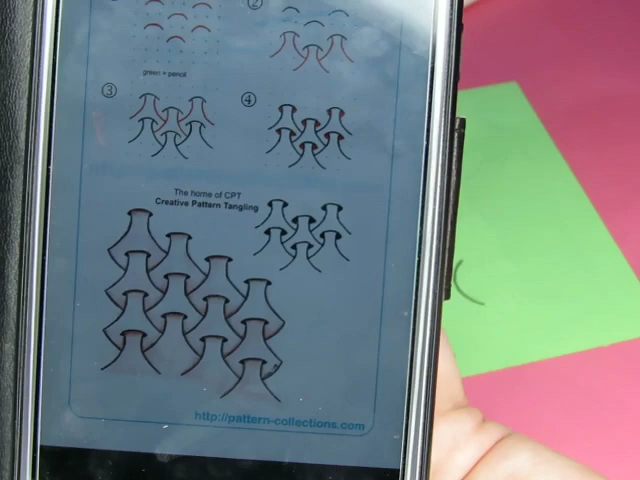 ②
green = pencil
③
④
The home of CPT
Creative Pattern Tangling
http://pattern-collections.com